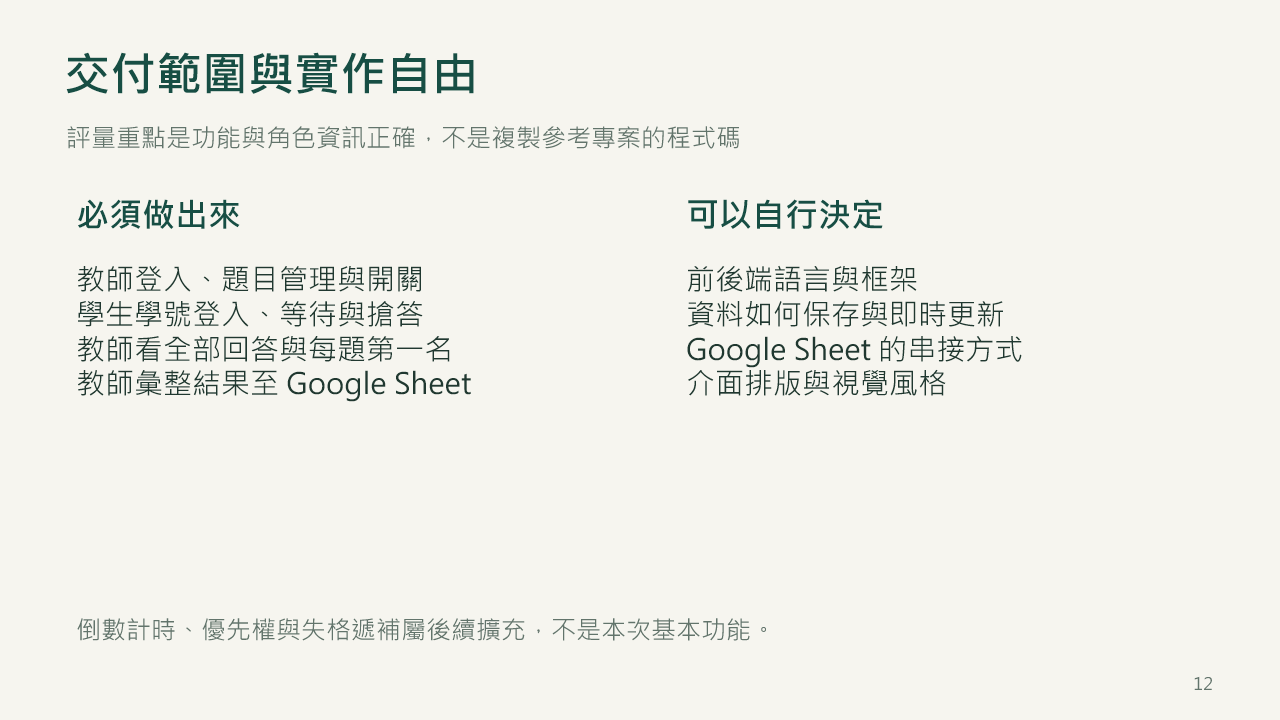 交付範圍與實作自由
評量重點是功能與角色資訊正確，不是複製參考專案的程式碼
必須做出來
教師登入、題目管理與開關
學生學號登入、等待與搶答
教師看全部回答與每題第一名
教師彙整結果至 Google Sheet
可以自行決定
前後端語言與框架
資料如何保存與即時更新
Google Sheet 的串接方式
介面排版與視覺風格
倒數計時、優先權與失格遞補屬後續擴充，不是本次基本功能。
12